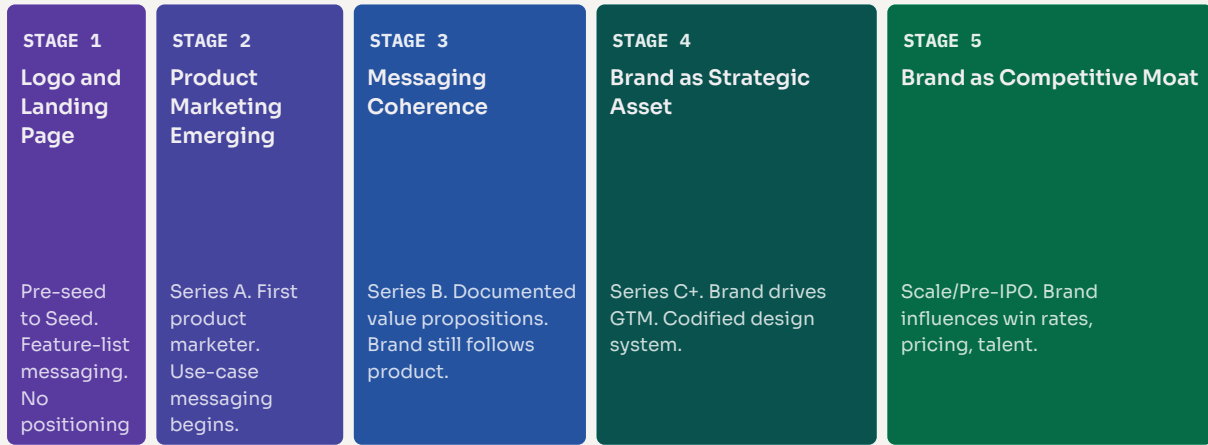 STAGE 1
Logo and
Landing
Page
Pre-seed
to Seed.
Feature-list
messaging.
No
positioning
STAGE 2
Product
Marketing
Emerging
Series A. First
product
marketer.
Use-case
messaging
begins.
STAGE 3
Messaging
Coherence
Series B. Documented
value propositions.
Brand still follows
product.
STAGE 4
Brand as Strategic
Asset
Series C+. Brand drives
GTM. Codified design
system.
STAGE 5
Brand as Competitive Moat
Scale/Pre-IPO. Brand
influences win rates,
pricing, talent.